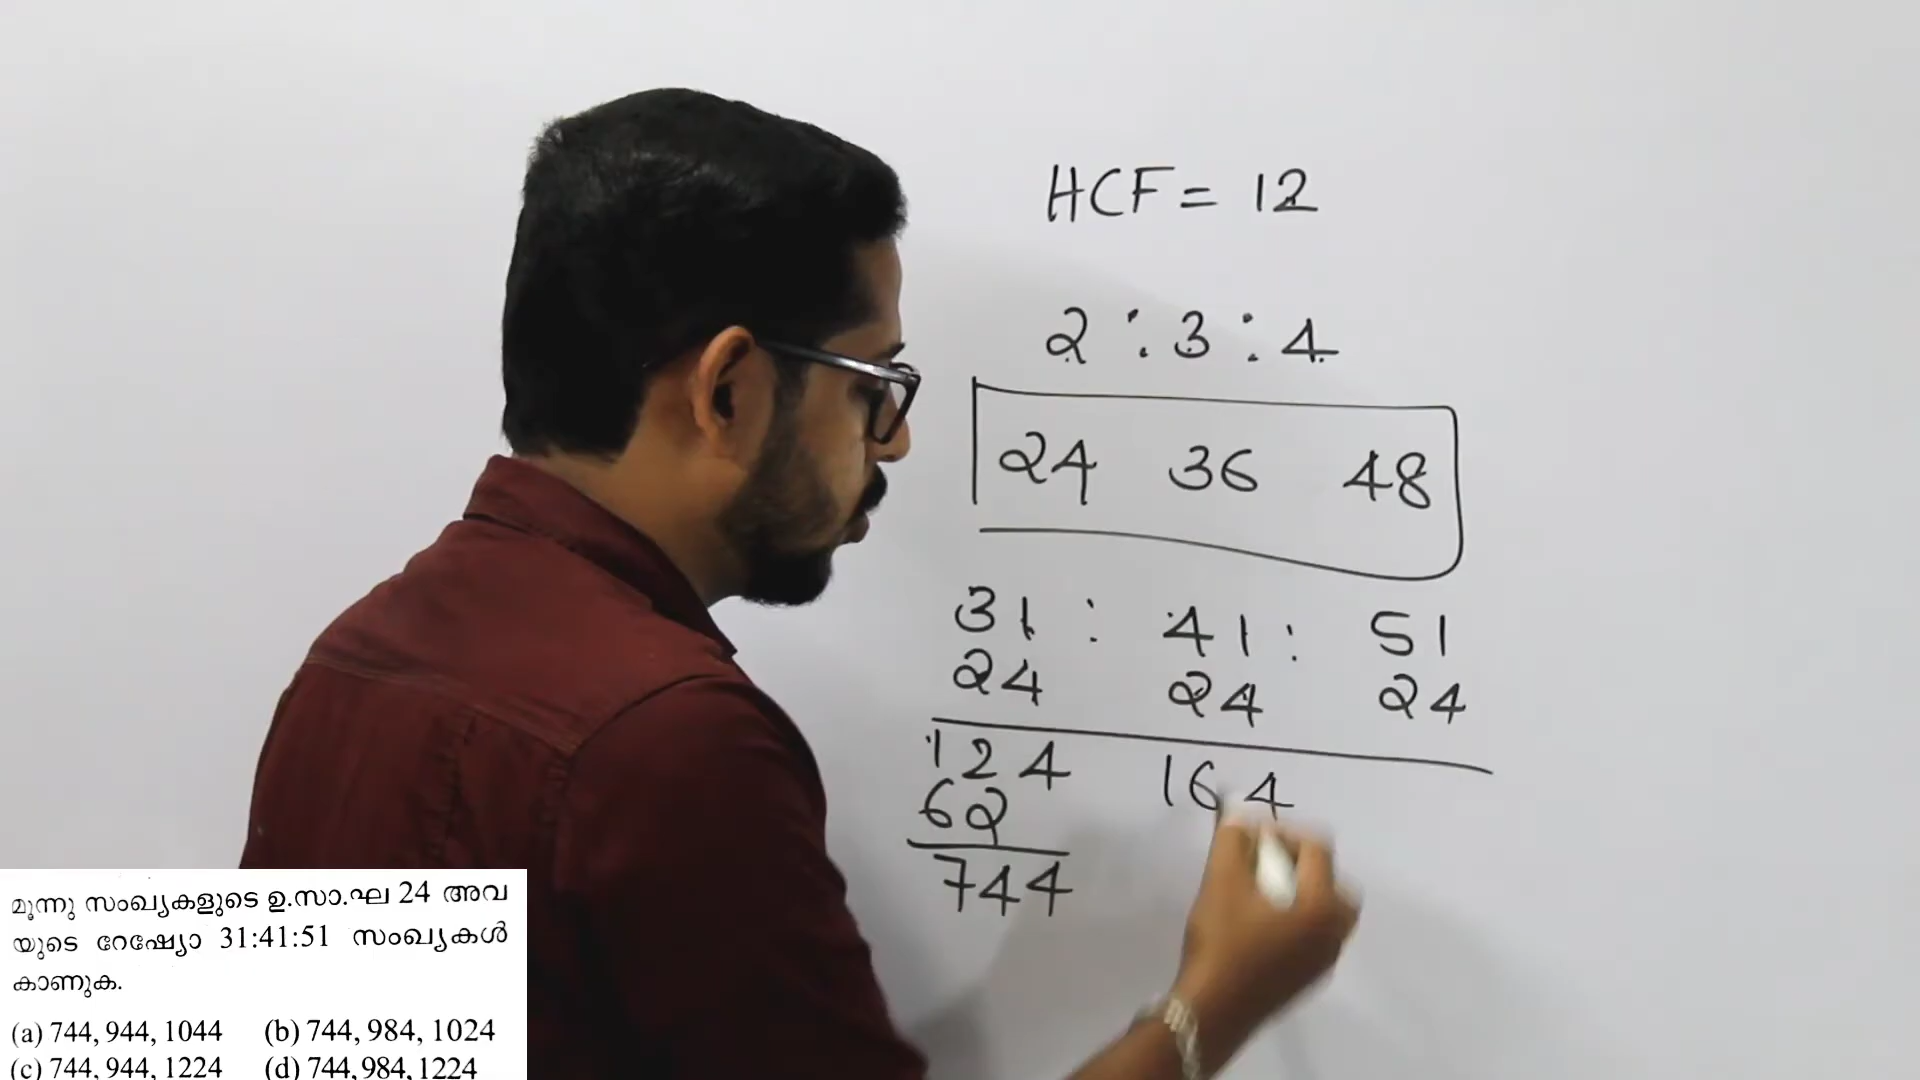 HCF = 12
2 : 3 : 4
24 36 48
31 : 41 : 51
24 24 24
124 164
62
744
മൂന്നു സംഖ്യകളുടെ ഉ.സാ.ഘ 24 അവ
യുടെ റേഷ്യോ 31:41:51 സംഖ്യകൾ
കാണുക.
(a) 744, 944, 1044 (b) 744, 984, 1024
(c) 744, 944, 1224 (d) 744,984,1224